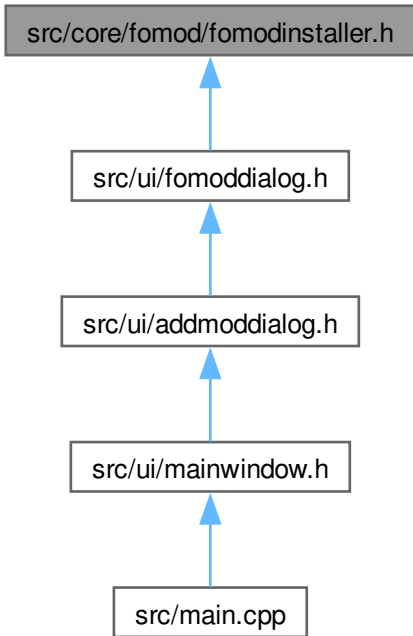 src/core/fomod/fomodinstaller.h
src/ui/fomoddialog.h
src/ui/addmoddialog.h
src/ui/mainwindow.h
src/main.cpp